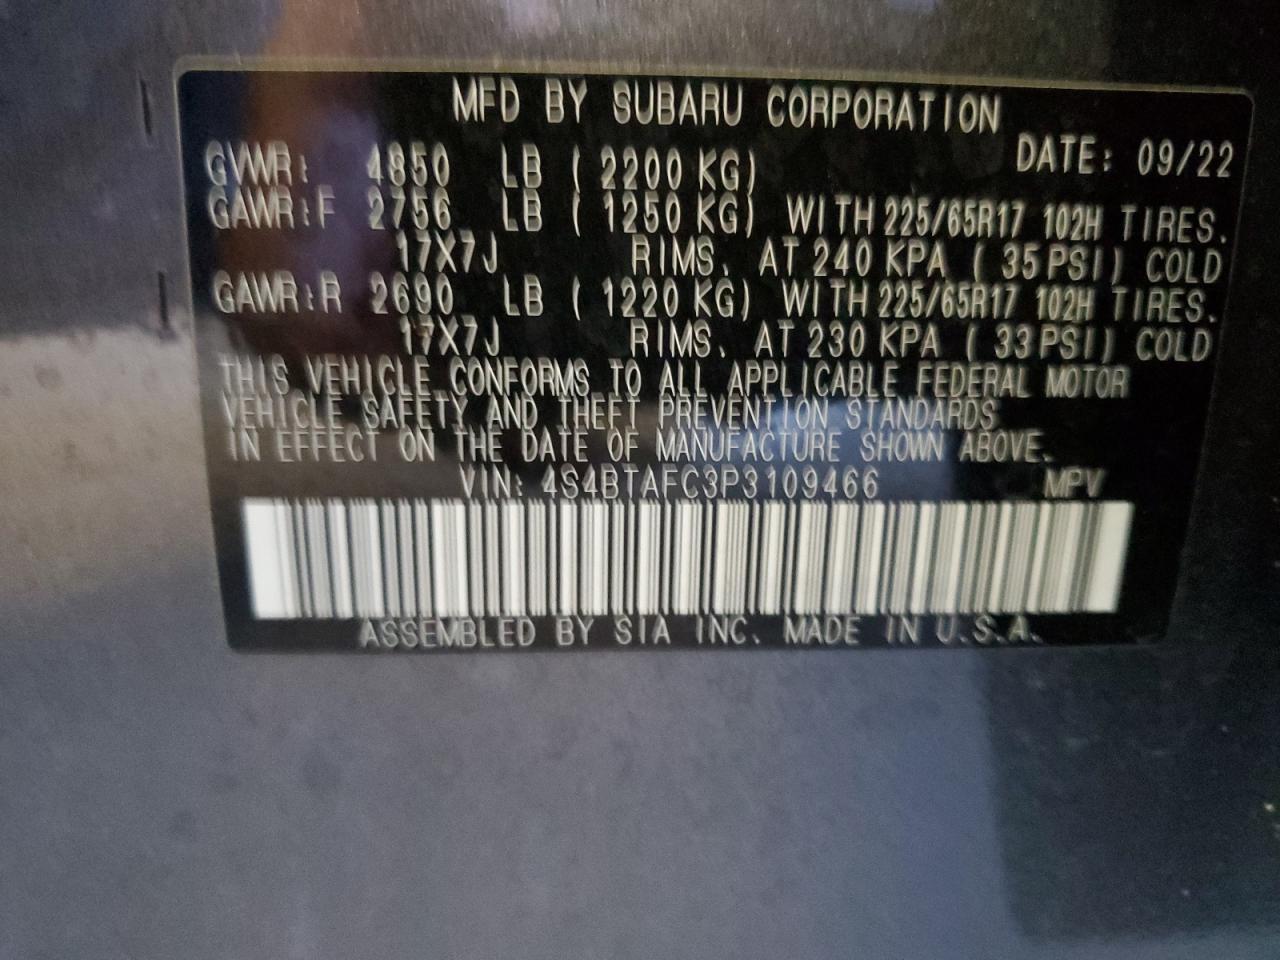 MFD BY SUBARU CORPORATION
GVWR: 4850 LB ( 2200 KG) DATE: 09/22
GAWR:F 2756 LB ( 1250 KG) WITH 225/65R17 102H TIRES.
17X7J RIMS. AT 240 KPA ( 35PSI) COLD
GAWR:R 2690 LB ( 1220 KG) WITH 225/65R17 102H TIRES.
17X7J RIMS. AT 230 KPA ( 33PSI) COLD
THIS VEHICLE CONFORMS TO ALL APPLICABLE FEDERAL MOTOR
VEHICLE SAFETY AND THEFT PREVENTION STANDARDS
IN EFFECT ON THE DATE OF MANUFACTURE SHOWN ABOVE.
VIN: 4S4BTAFC3P3109466 MPV
ASSEMBLED BY SIA INC. MADE IN U.S.A.